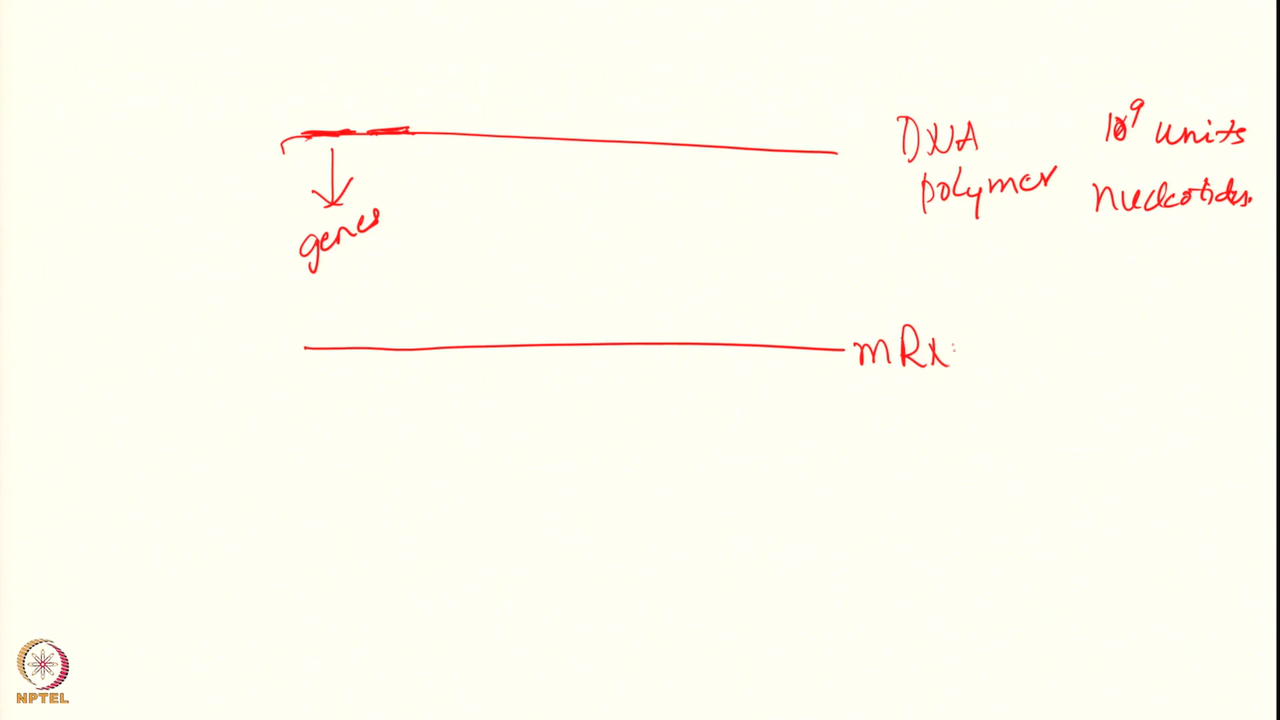 DNA 10⁹ units
polymer nucleotides.
genes
mRN
NPTEL